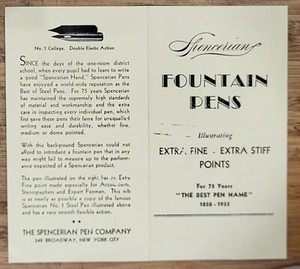 No. 1 College, Double Elastic Action
SINCE the days of the one-room district
school, when every pupil had to learn to write
a good "Spencerian Hand," Spencerian Pens
have enjoyed a world-wide reputation as the
Best of Steel Pens. For 75 years Spencerian
has maintained the supremely high standards
of material and workmanship and the extra
care in inspecting every individual pen, which
first gave these pens their fame for unequalled
writing ease and durability, whether fine,
medium or dome pointed.
With this background Spencerian could not
afford to introduce a fountain pen that in any
way might fail to measure up to the perform-
ance expected of a Spencerian product.
The pen illustrated on the right has an Extra
Fine point made especially for Accountants,
Stenographers and Expert Penmen. This nib
is as nearly as possible a copy of the famous
Spencerian No. 1 Steel Pen illustrated above
and has a very smooth flexible action.
THE SPENCERIAN PEN COMPANY
349 BROADWAY, NEW YORK CITY
Spencerian
FOUNTAIN
PENS
Illustrating
EXTRA FINE - EXTRA STIFF
POINTS
For 75 Years
"THE BEST PEN NAME"
1858 - 1933